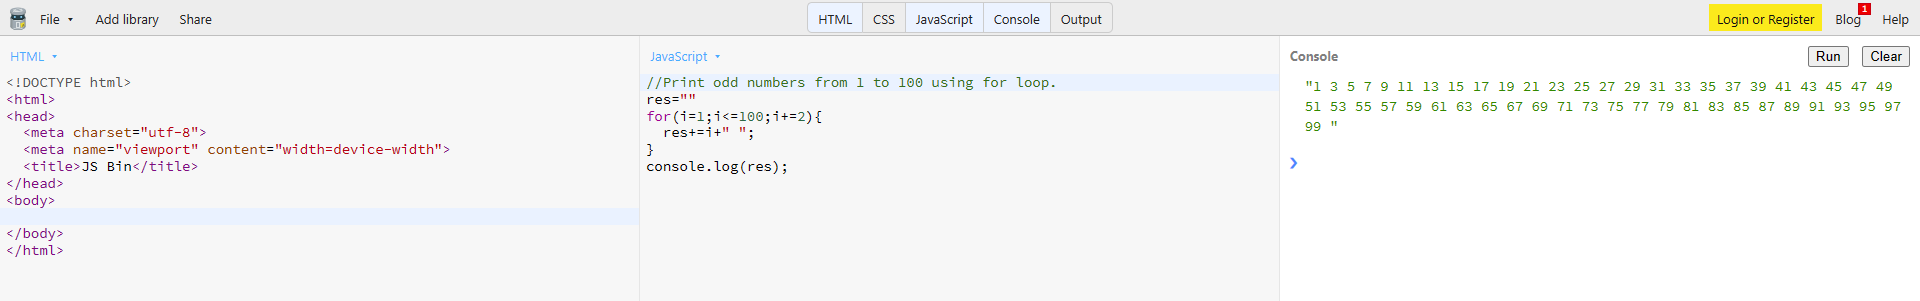 File Add library Share HTML CSS JavaScript Console Output Login or Register Blog 1 Help
HTML
<!DOCTYPE html>
<html>
<head>
  <meta charset="utf-8">
  <meta name="viewport" content="width=device-width">
  <title>JS Bin</title>
</head>
<body>

</body>
</html>
JavaScript
//Print odd numbers from 1 to 100 using for loop.
res=""
for(i=1;i<=100;i+=2){
  res+=i+" ";
}
console.log(res);
Console Run Clear
"1 3 5 7 9 11 13 15 17 19 21 23 25 27 29 31 33 35 37 39 41 43 45 47 49
51 53 55 57 59 61 63 65 67 69 71 73 75 77 79 81 83 85 87 89 91 93 95 97
99 "